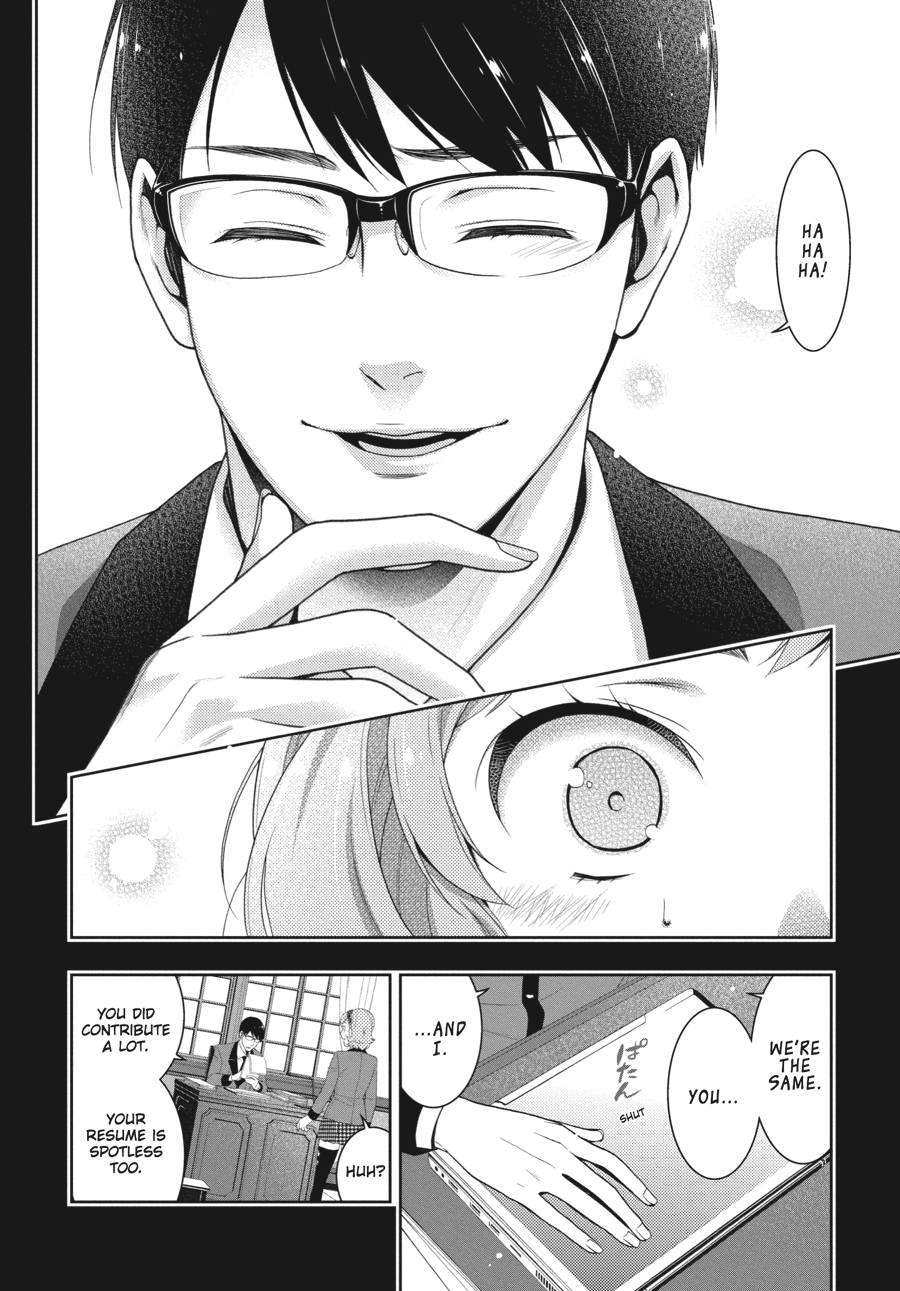 HA
HA
HA!
WE'RE
THE
SAME.
YOU...
...AND
I.
ぱたん
SHUT
YOU DID
CONTRIBUTE
A LOT.
YOUR
RESUME IS
SPOTLESS
TOO.
HUH?